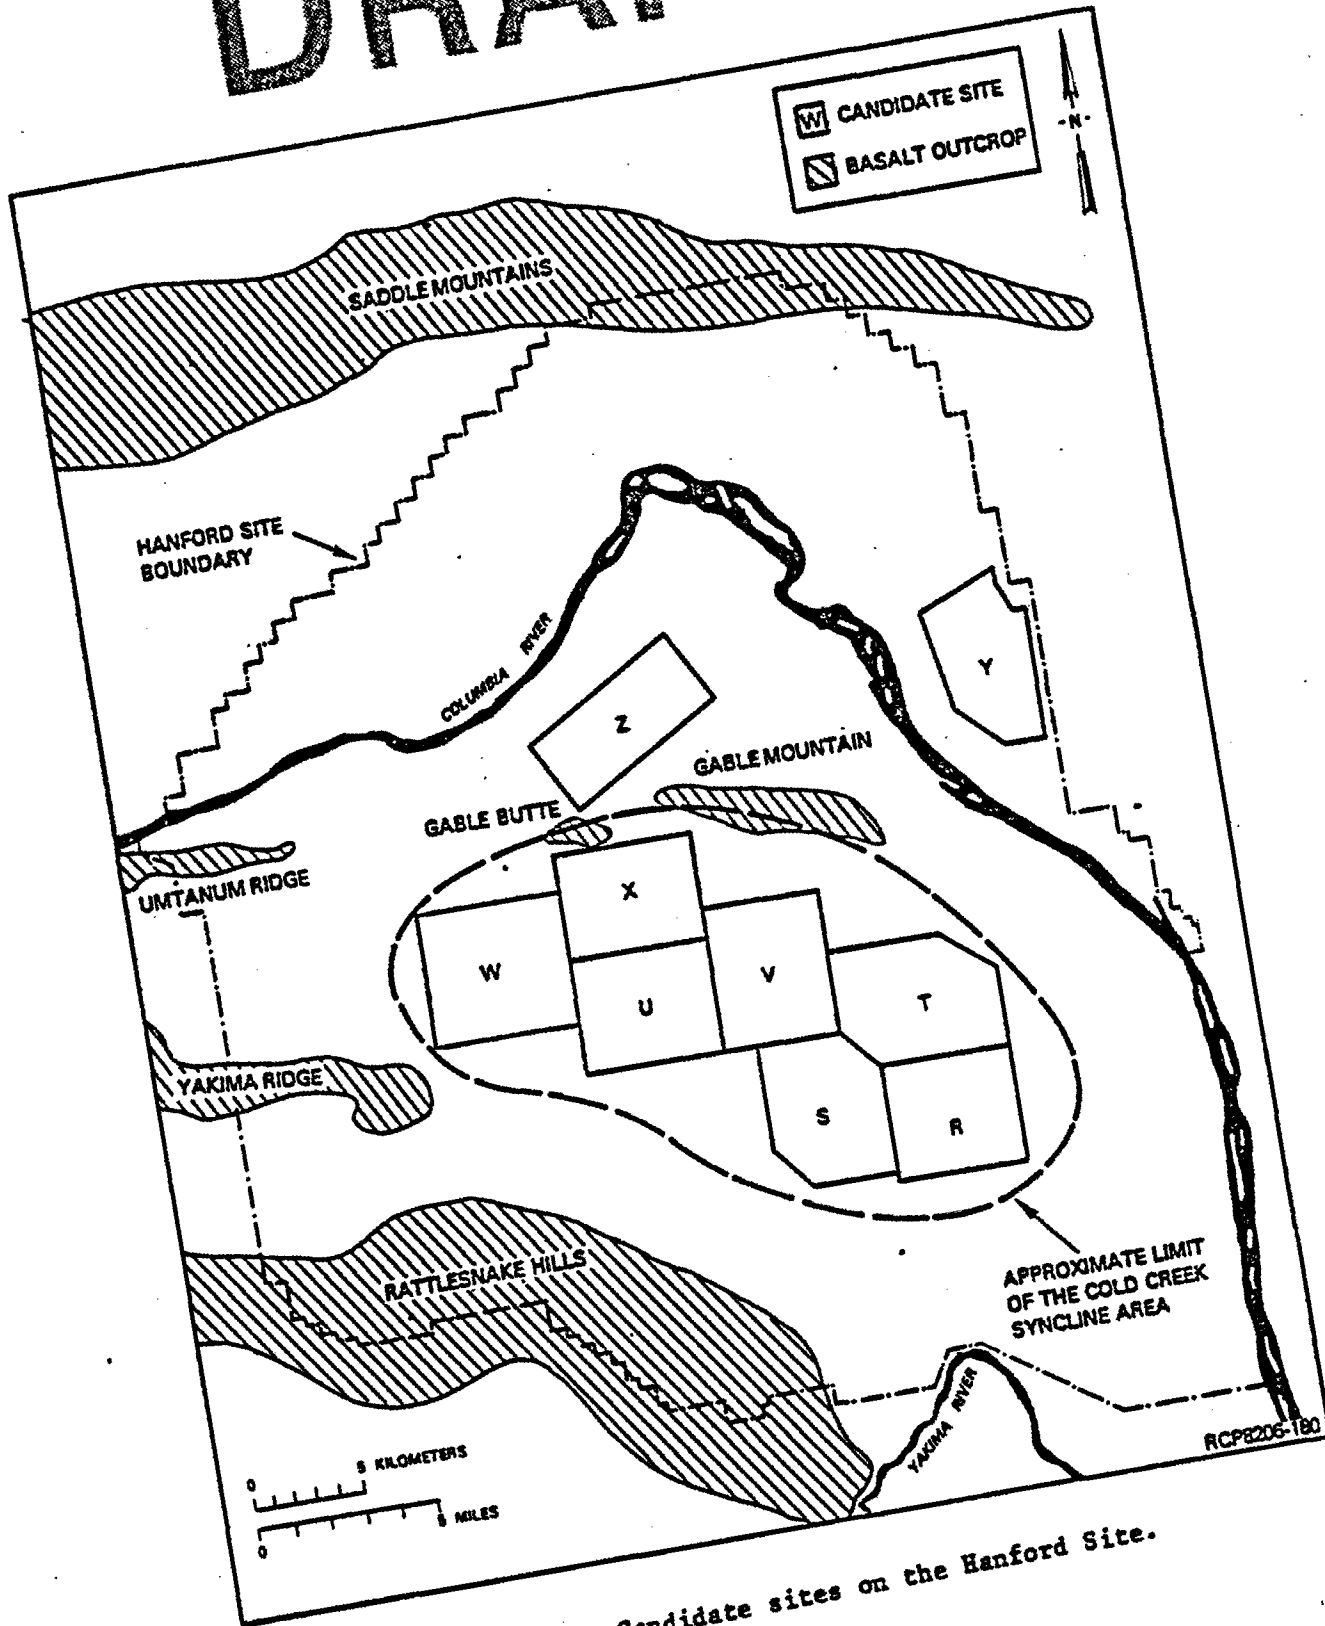 DRAF
W CANDIDATE SITE
BASALT OUTCROP
-N-
SADDLE MOUNTAINS
HANFORD SITE
BOUNDARY
COLUMBIA RIVER
Y
Z
GABLE MOUNTAIN
GABLE BUTTE
UMTANUM RIDGE
X
W
V
U
T
YAKIMA RIDGE
S
R
APPROXIMATE LIMIT
OF THE COLD CREEK
SYNCLINE AREA
RATTLESNAKE HILLS
YAKIMA RIVER
RCP8206-180
0 5 KILOMETERS
0 5 MILES
Candidate sites on the Hanford Site.